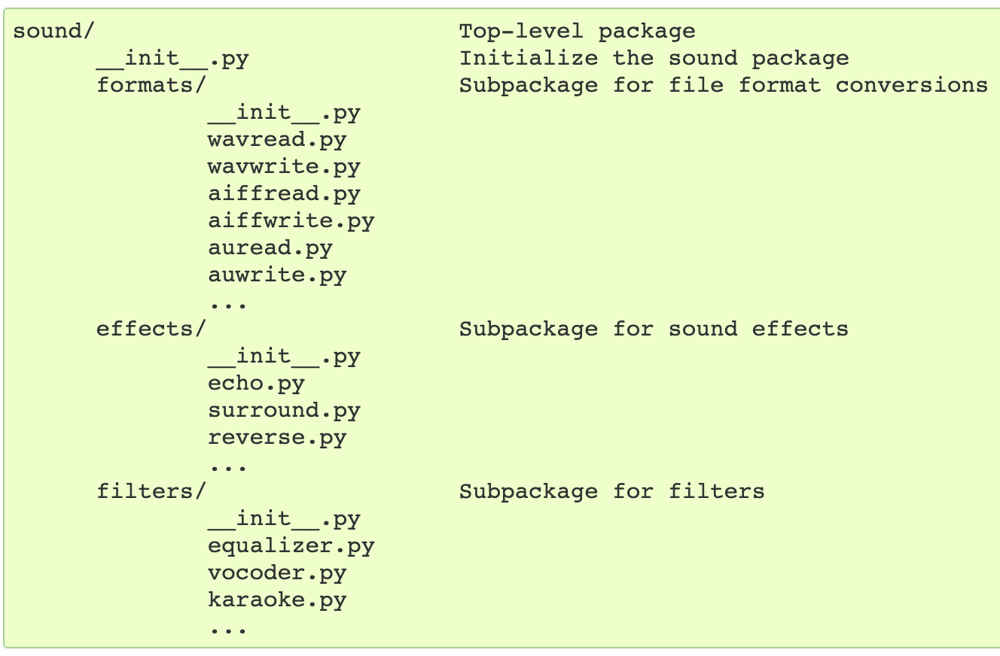 sound/                          Top-level package
      __init__.py               Initialize the sound package
      formats/                  Subpackage for file format conversions
              __init__.py
              wavread.py
              wavwrite.py
              aiffread.py
              aiffwrite.py
              auread.py
              auwrite.py
              ...
      effects/                  Subpackage for sound effects
              __init__.py
              echo.py
              surround.py
              reverse.py
              ...
      filters/                  Subpackage for filters
              __init__.py
              equalizer.py
              vocoder.py
              karaoke.py
              ...